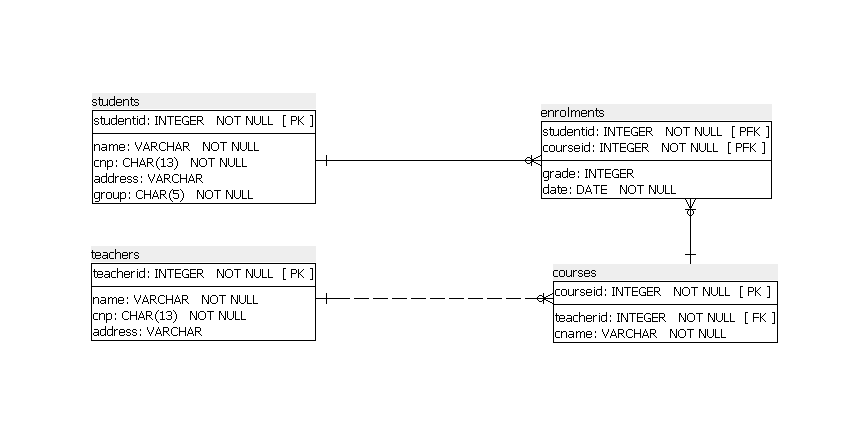 students
studentid: INTEGER NOT NULL [ PK ]
name: VARCHAR NOT NULL
cnp: CHAR(13) NOT NULL
address: VARCHAR
group: CHAR(5) NOT NULL
enrolments
studentid: INTEGER NOT NULL [ PFK ]
courseid: INTEGER NOT NULL [ PFK ]
grade: INTEGER
date: DATE NOT NULL
teachers
teacherid: INTEGER NOT NULL [ PK ]
name: VARCHAR NOT NULL
cnp: CHAR(13) NOT NULL
address: VARCHAR
courses
courseid: INTEGER NOT NULL [ PK ]
teacherid: INTEGER NOT NULL [ FK ]
cname: VARCHAR NOT NULL